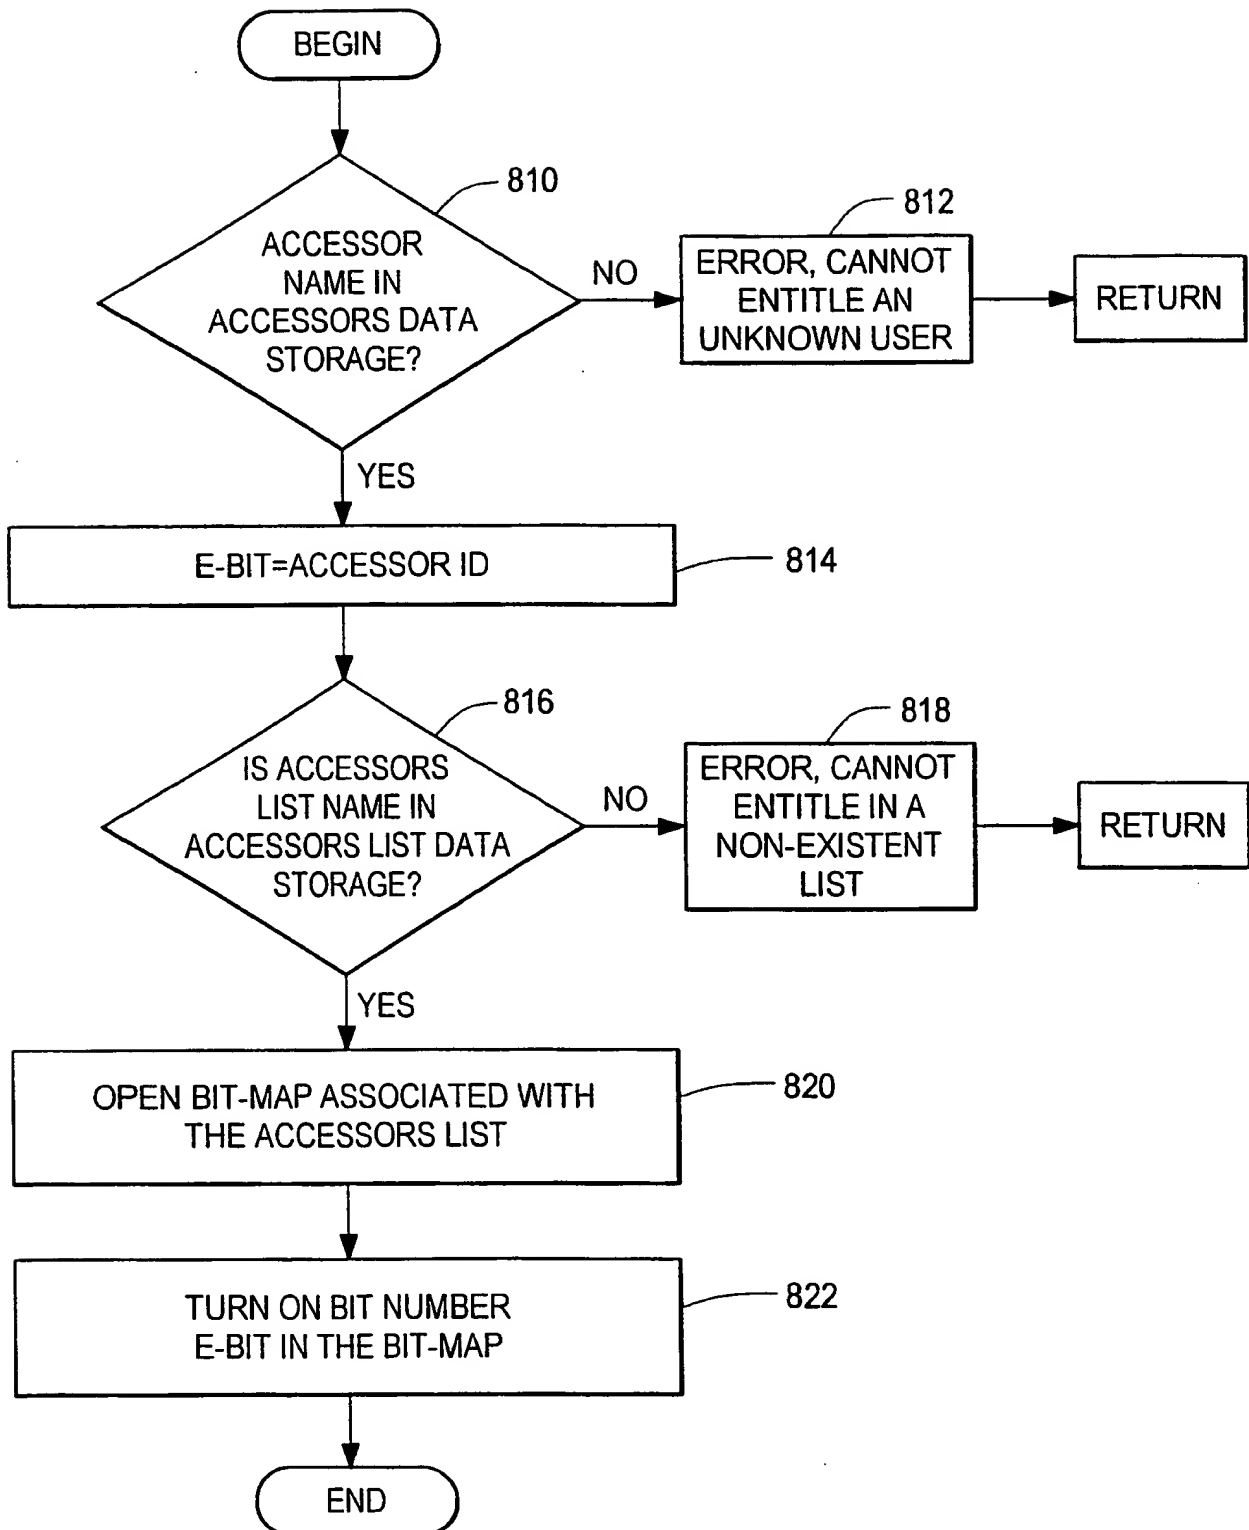 BEGIN
810
ACCESSOR
NAME IN
ACCESSORS DATA
STORAGE?
NO
812
ERROR, CANNOT
ENTITLE AN
UNKNOWN USER
RETURN
YES
E-BIT=ACCESSOR ID
814
816
IS ACCESSORS
LIST NAME IN
ACCESSORS LIST DATA
STORAGE?
NO
818
ERROR, CANNOT
ENTITLE IN A
NON-EXISTENT
LIST
RETURN
YES
OPEN BIT-MAP ASSOCIATED WITH
THE ACCESSORS LIST
820
TURN ON BIT NUMBER
E-BIT IN THE BIT-MAP
822
END